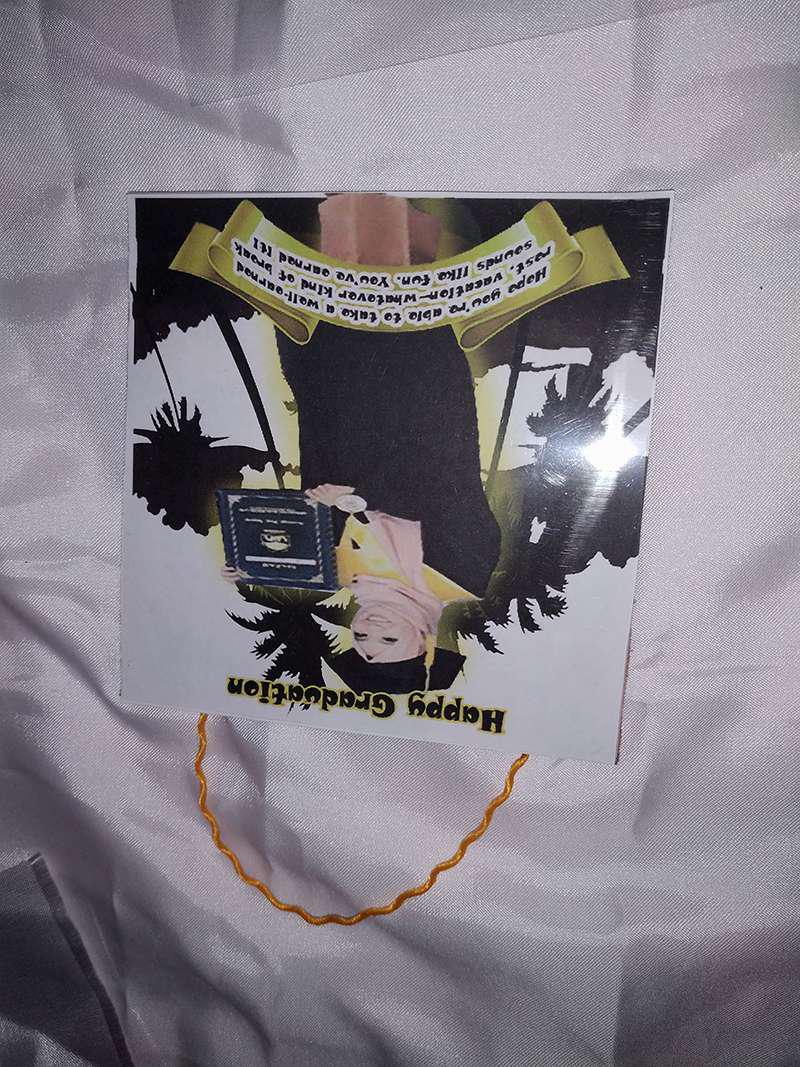 Happy Gradcation
Hope you're able to take a well-earned
rest, vacation—whatever kind of break
sounds like fun. You've earned it!